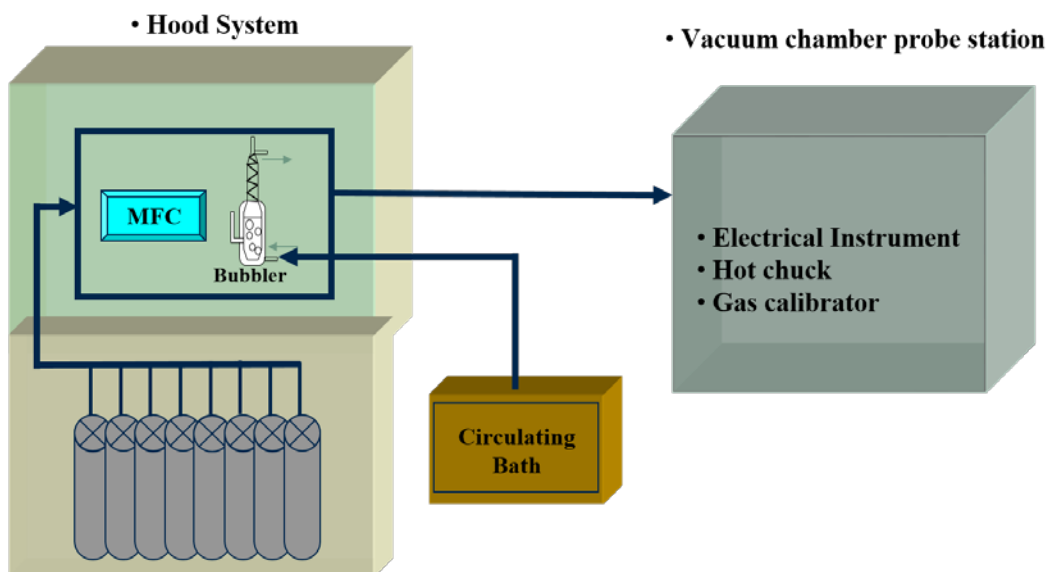 • Hood System
• Vacuum chamber probe station
MFC
Bubbler
• Electrical Instrument
• Hot chuck
• Gas calibrator
Circulating
Bath